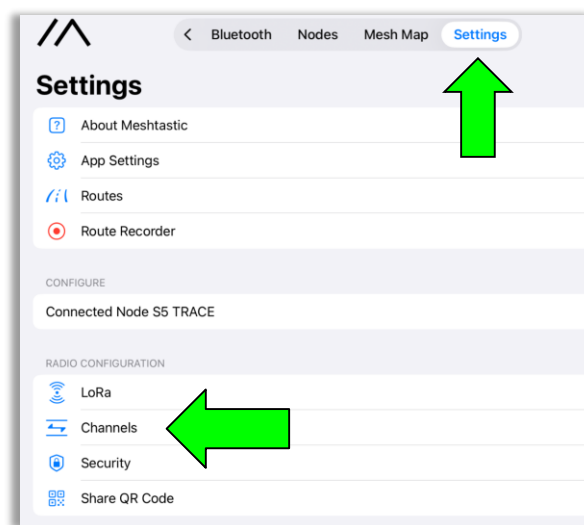 Bluetooth Nodes Mesh Map Settings
Settings
About Meshtastic
App Settings
Routes
Route Recorder
CONFIGURE
Connected Node S5 TRACE
RADIO CONFIGURATION
LoRa
Channels
Security
Share QR Code